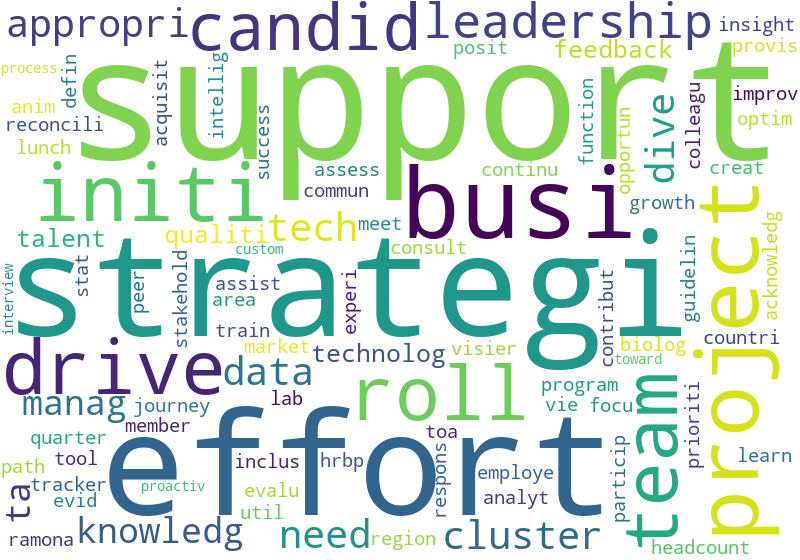 appropri
candid
leadership
insight
posit
feedback
provis
process
support
defin
acquisit
intellig
anim
reconcili
lunch
success
assess
commun
continu
function
opportun
dive
colleagu
improv
optim
creat
growth
initi
busi
project
talent
qualiti
tech
meet
custom
consult
strategi
interview
stat
peer
stakehold
assist
area
train
experi
contribut
guidelin
acknowledg
countri
biolog
market
technolog
visier
toward
drive
data
roll
program
vie
focu
team
prioriti
manag
journey
lab
member
quarter
effort
toa
path
tool
inclus
hrbp
respons
employe
particip
learn
ta
tracker
proactiv
evalu
analyt
evid
util
ramona
knowledg
need
region
cluster
headcount